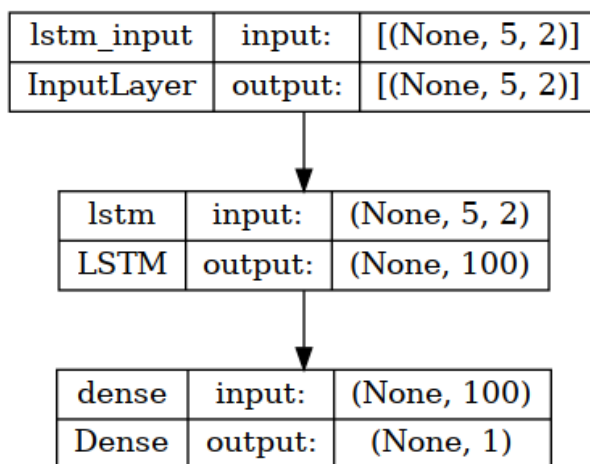 lstm_input input: [(None, 5, 2)]
InputLayer output: [(None, 5, 2)]
lstm input: (None, 5, 2)
LSTM output: (None, 100)
dense input: (None, 100)
Dense output: (None, 1)